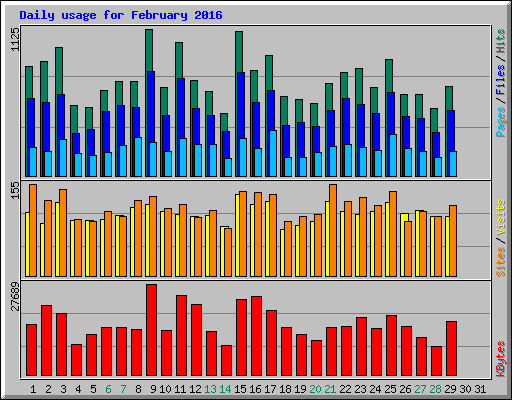 Daily usage for February 2016
1125
Pages / Files / Hits
155
Sites / Visits
27689
KBytes
1 2 3 4 5 6 7 8 9 10 11 12 13 14 15 16 17 18 19 20 21 22 23 24 25 26 27 28 29 30 31